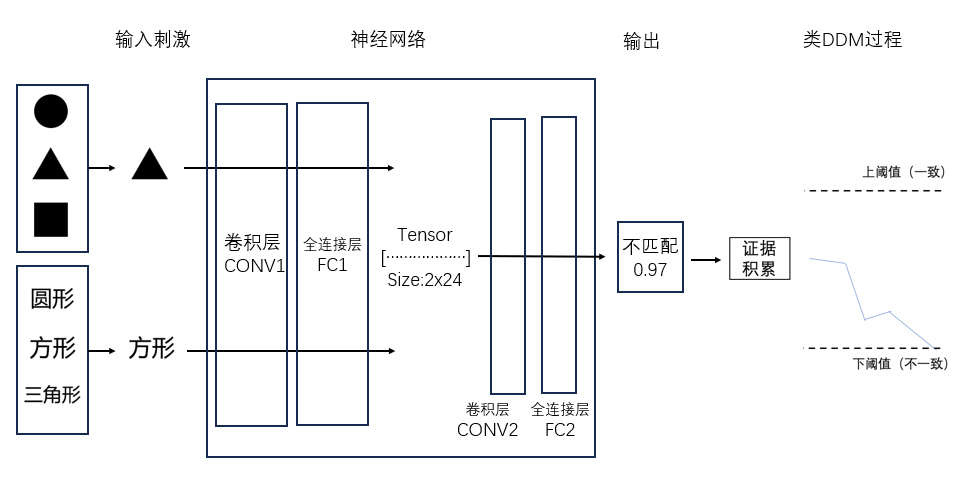 输入刺激
神经网络
输出
类DDM过程
圆形
方形
三角形
方形
卷积层
CONV1
全连接层
FC1
Tensor
[..................]
Size:2x24
卷积层
CONV2
全连接层
FC2
不匹配
0.97
证据
积累
上阈值（一致）
下阈值（不一致）